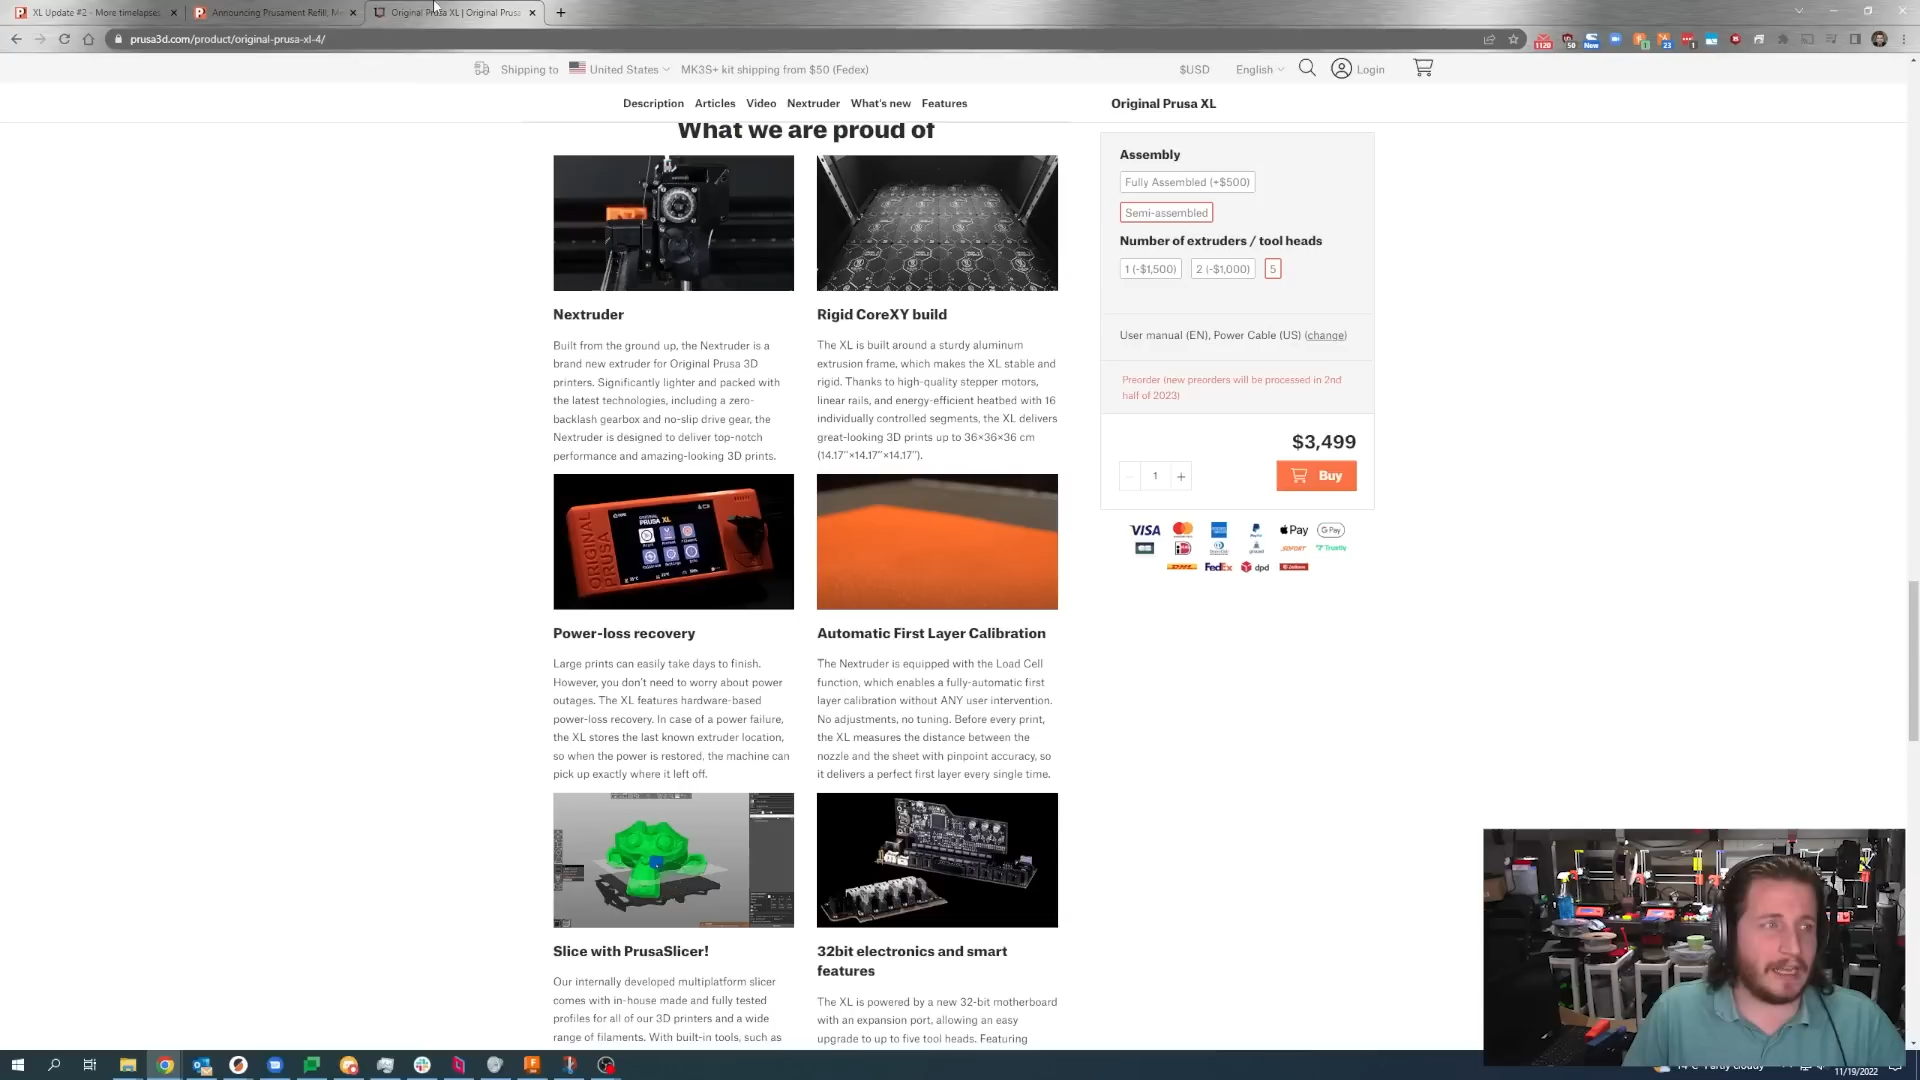 XL Update #2 - More timelapses
Announcing Prusament Refill, M
Original Prusa XL | Original Prusa
prusa3d.com/product/original-prusa-xl-4/
Shipping to United States MK3S+ kit shipping from $50 (Fedex)
$USD English Login
Description Articles Video Nextruder What's new Features
Original Prusa XL
What we are proud of
Nextruder
Built from the ground up, the Nextruder is a
brand new extruder for Original Prusa 3D
printers. Significantly lighter and packed with
the latest technologies, including a zero-
backlash gearbox and no-slip drive gear, the
Nextruder is designed to deliver top-notch
performance and amazing-looking 3D prints.
Rigid CoreXY build
The XL is built around a sturdy aluminum
extrusion frame, which makes the XL stable and
rigid. Thanks to high-quality stepper motors,
linear rails, and energy-efficient heatbed with 16
individually controlled segments, the XL delivers
great-looking 3D prints up to 36×36×36 cm
(14.17"×14.17"×14.17").
ORIGINAL
PRUSA
ORIGINAL
PRUSA XL
Power-loss recovery
Large prints can easily take days to finish.
However, you don't need to worry about power
outages. The XL features hardware-based
power-loss recovery. In case of a power failure,
the XL stores the last known extruder location,
so when the power is restored, the machine can
pick up exactly where it left off.
Automatic First Layer Calibration
The Nextruder is equipped with the Load Cell
function, which enables a fully-automatic first
layer calibration without ANY user intervention.
No adjustments, no tuning. Before every print,
the XL measures the distance between the
nozzle and the sheet with pinpoint accuracy, so
it delivers a perfect first layer every single time.
Slice with PrusaSlicer!
Our internally developed multiplatform slicer
comes with in-house made and fully tested
profiles for all of our 3D printers and a wide
range of filaments. With built-in tools, such as
32bit electronics and smart
features
The XL is powered by a new 32-bit motherboard
with an expansion port, allowing an easy
upgrade to up to five tool heads. Featuring
Assembly
Fully Assembled (+$500)
Semi-assembled
Number of extruders / tool heads
1 (-$1,500) 2 (-$1,000) 5
User manual (EN), Power Cable (US) (change)
Preorder (new preorders will be processed in 2nd
half of 2023)
$3,499
- 1 + Buy
VISA Pay G Pay
SOFORT Trustly
DHL FedEx dpd
11/19/2022